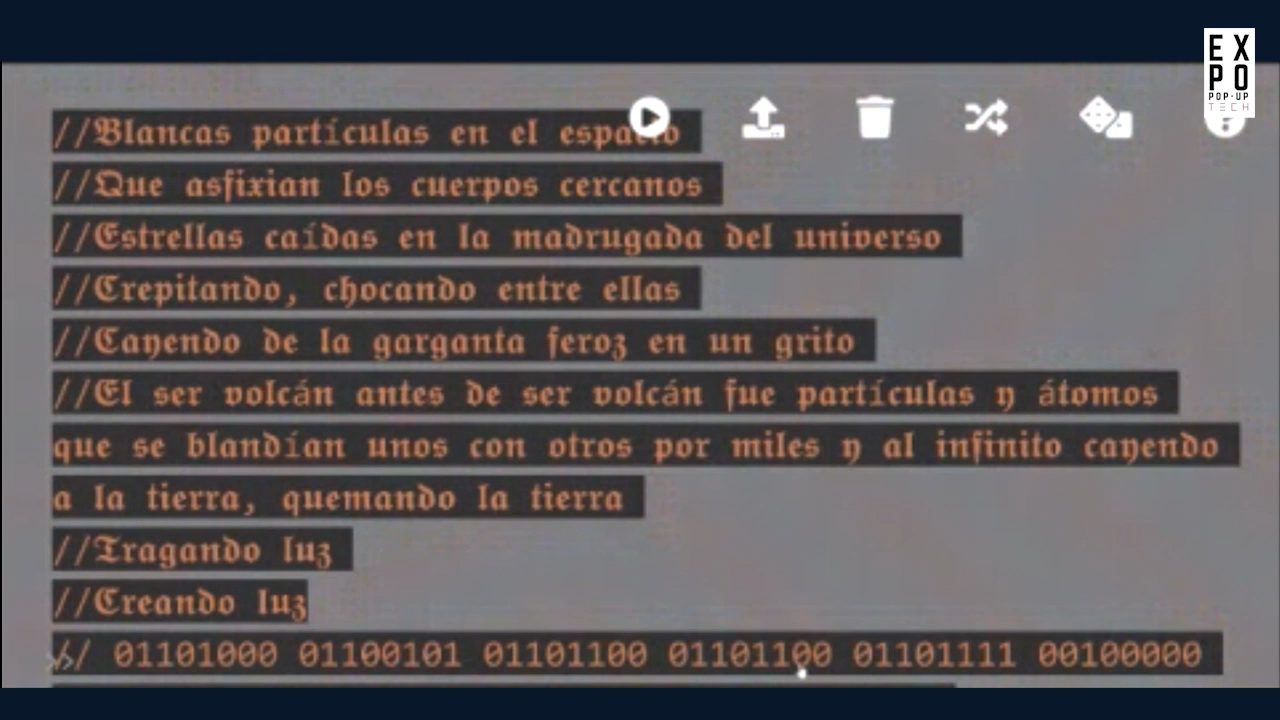 EX
PO
POP-UP
TECH
//Blancas partículas en el espacio
//Que asfixian los cuerpos cercanos
//Estrellas caídas en la madrugada del universo
//Crepitando, chocando entre ellas
//Cayendo de la garganta feroz en un grito
//El ser volcán antes de ser volcán fue partículas y átomos
que se blandían unos con otros por miles y al infinito cayendo
a la tierra, quemando la tierra
//Tragando luz
//Creando luz
// 01101000 01100101 01101100 01101100 01101111 00100000